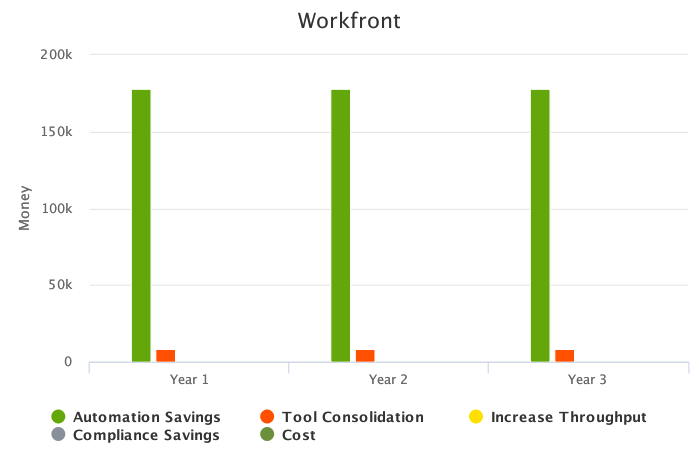 Workfront
200k
150k
100k
50k
0
Money
Year 1 Year 2 Year 3
Automation Savings Tool Consolidation Increase Throughput
Compliance Savings Cost